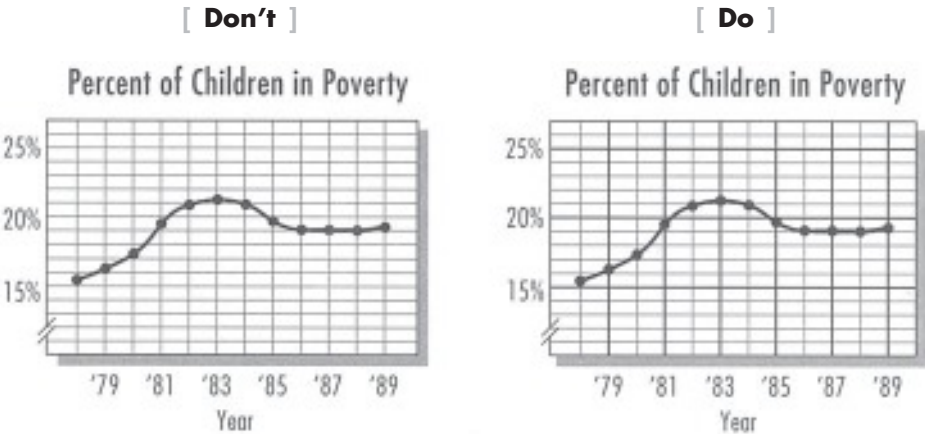 [ Don't ]
Percent of Children in Poverty
25%
20%
15%
'79 '81 '83 '85 '87 '89
Year
[ Do ]
Percent of Children in Poverty
25%
20%
15%
'79 '81 '83 '85 '87 '89
Year